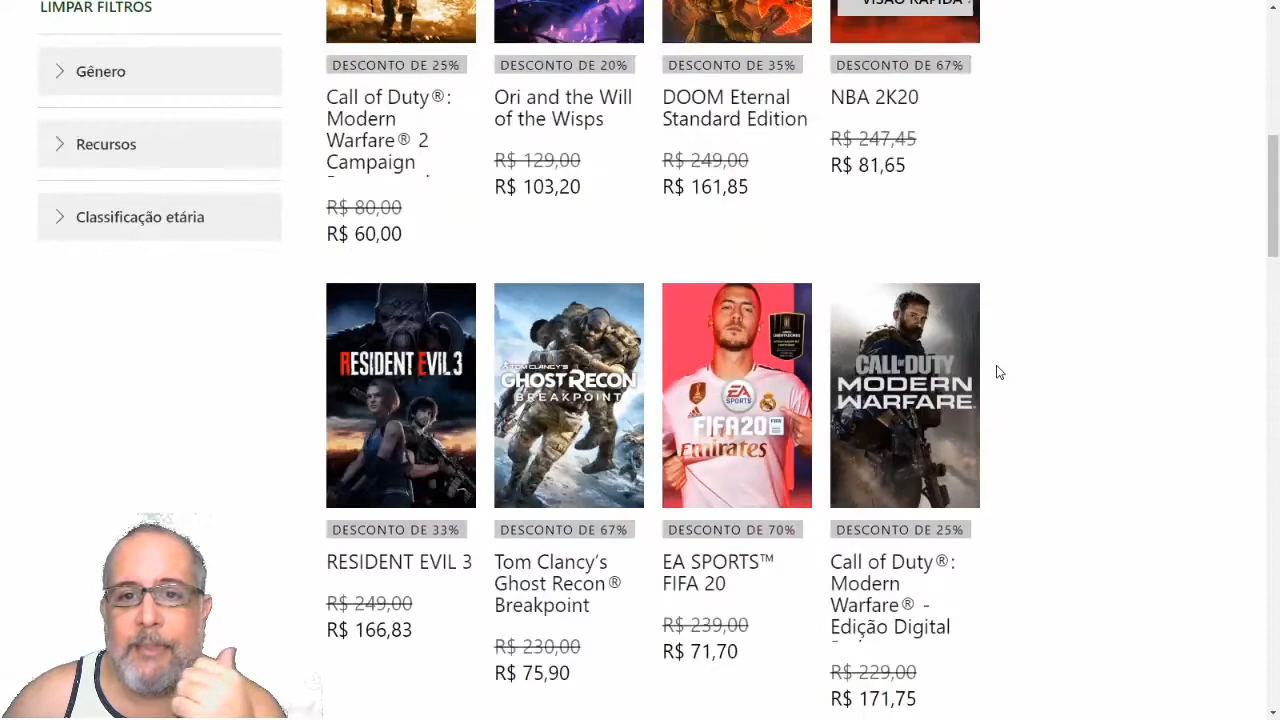 LIMPAR FILTROS
Gênero
Recursos
Classificação etária
VISÃO RÁPIDA
DESCONTO DE 25%
Call of Duty®:
Modern
Warfare® 2
Campaign
R$ 80,00
R$ 60,00
DESCONTO DE 20%
Ori and the Will
of the Wisps
R$ 129,00
R$ 103,20
DESCONTO DE 35%
DOOM Eternal
Standard Edition
R$ 249,00
R$ 161,85
DESCONTO DE 67%
NBA 2K20
R$ 247,45
R$ 81,65
RESIDENT EVIL 3
DESCONTO DE 33%
RESIDENT EVIL 3
R$ 249,00
R$ 166,83
TOM CLANCY'S
GHOST RECON
BREAKPOINT
DESCONTO DE 67%
Tom Clancy’s
Ghost Recon®
Breakpoint
R$ 230,00
R$ 75,90
EA
SPORTS
FIFA 20
Emirates
DESCONTO DE 70%
EA SPORTS™
FIFA 20
R$ 239,00
R$ 71,70
CALL OF DUTY
MODERN
WARFARE
DESCONTO DE 25%
Call of Duty®:
Modern
Warfare® -
Edição Digital
R$ 229,00
R$ 171,75